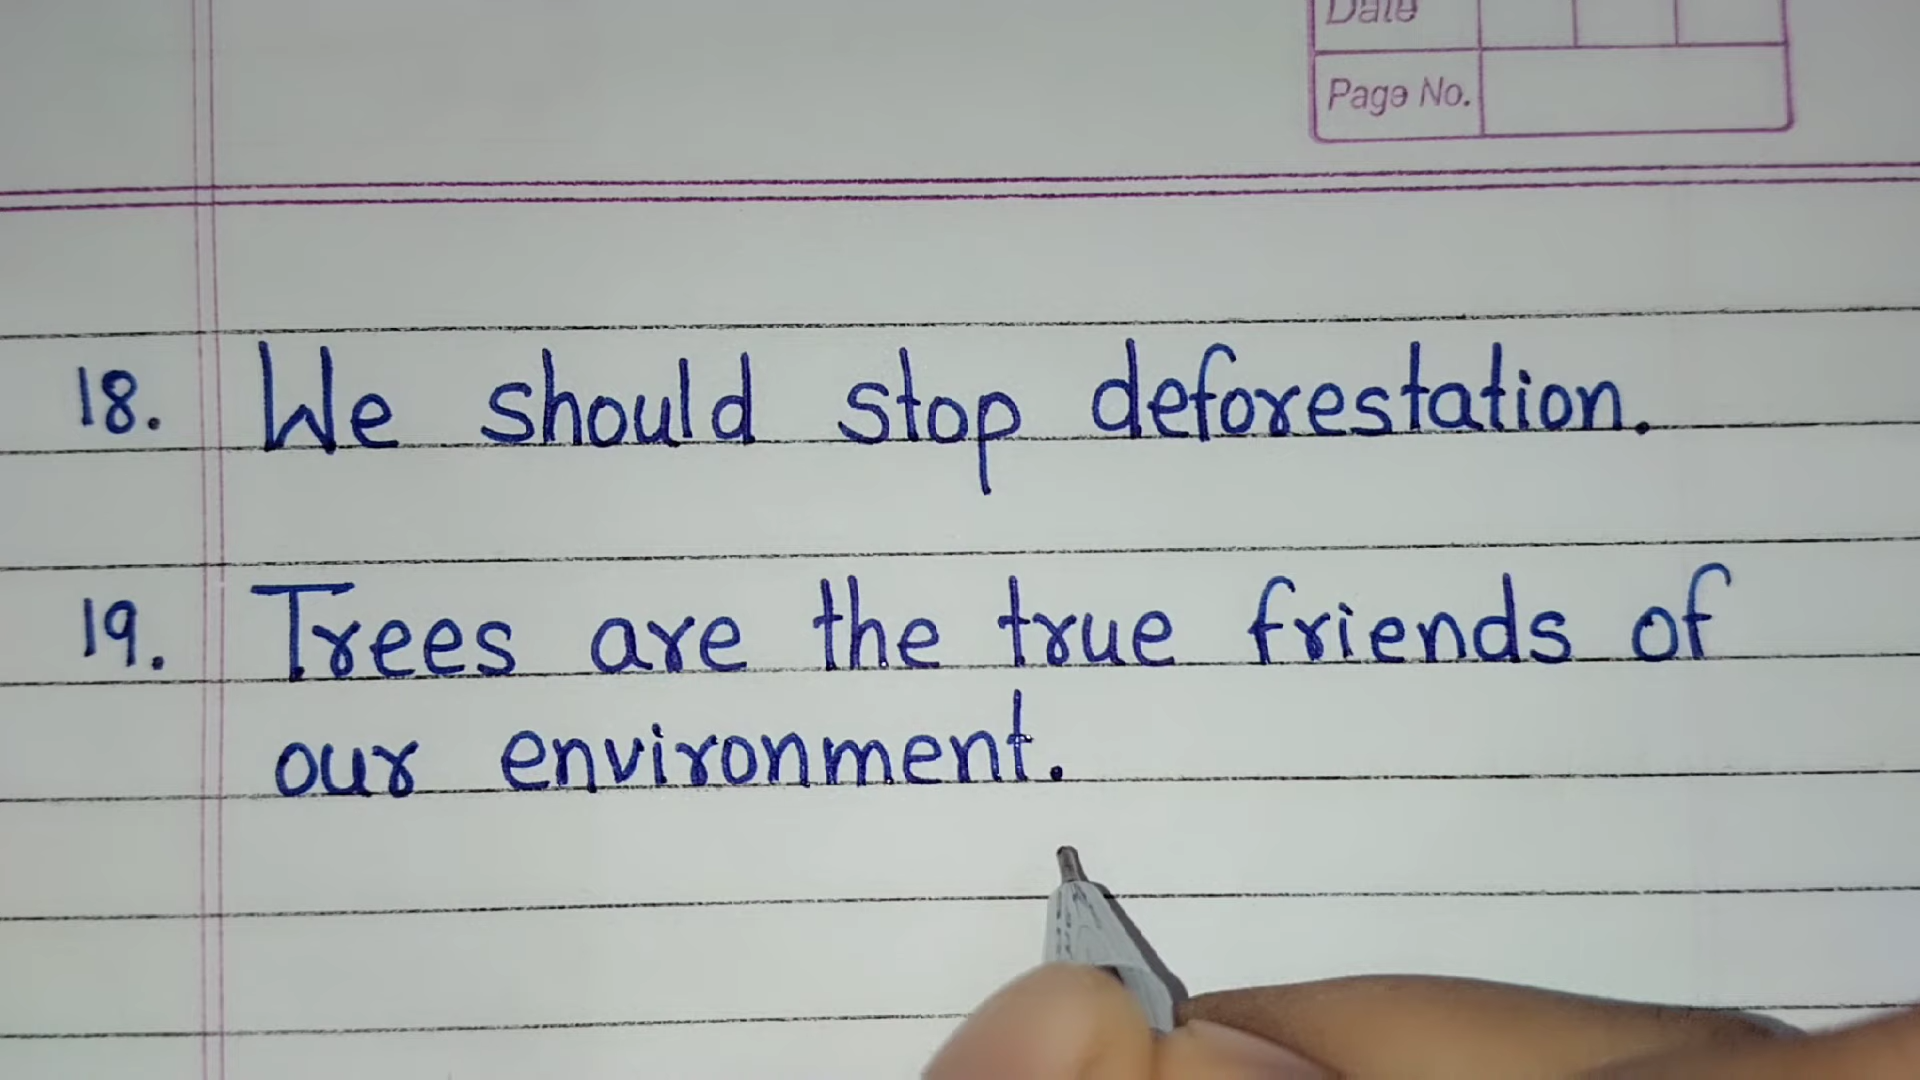 Date
Page No.
18. We should stop deforestation.
19. Trees are the true friends of
our environment.